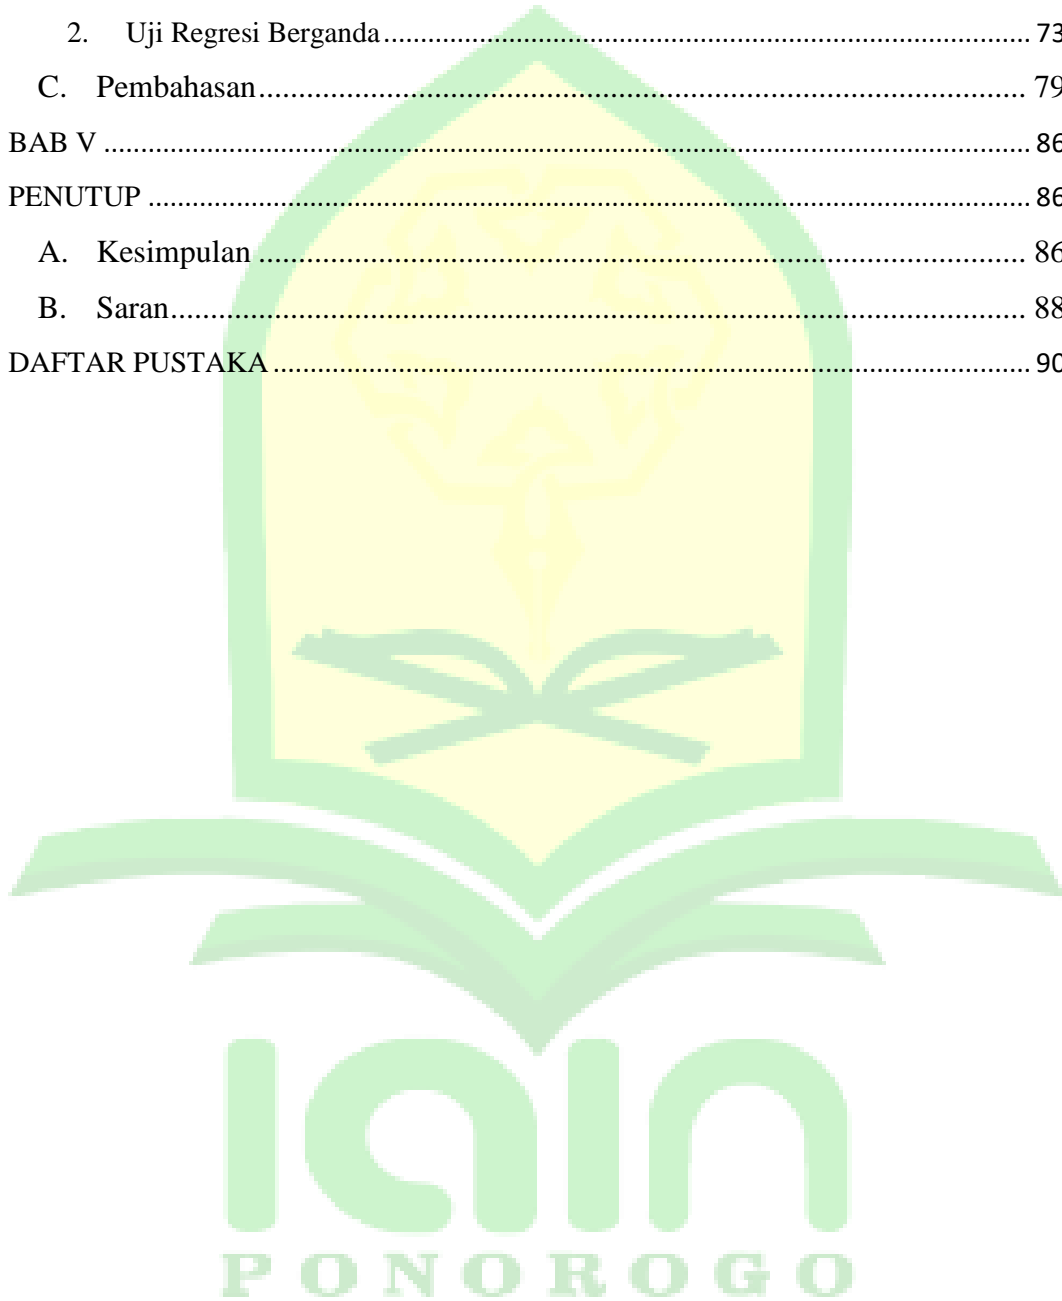 2. Uji Regresi Berganda........................................................................................ 73
C. Pembahasan.................................................................................................. 79
BAB V ............................................................................................................................ 86
PENUTUP ...................................................................................................................... 86
A. Kesimpulan .................................................................................................. 86
B. Saran............................................................................................................. 88
DAFTAR PUSTAKA ..................................................................................................... 90
IAIN
PONOROGO